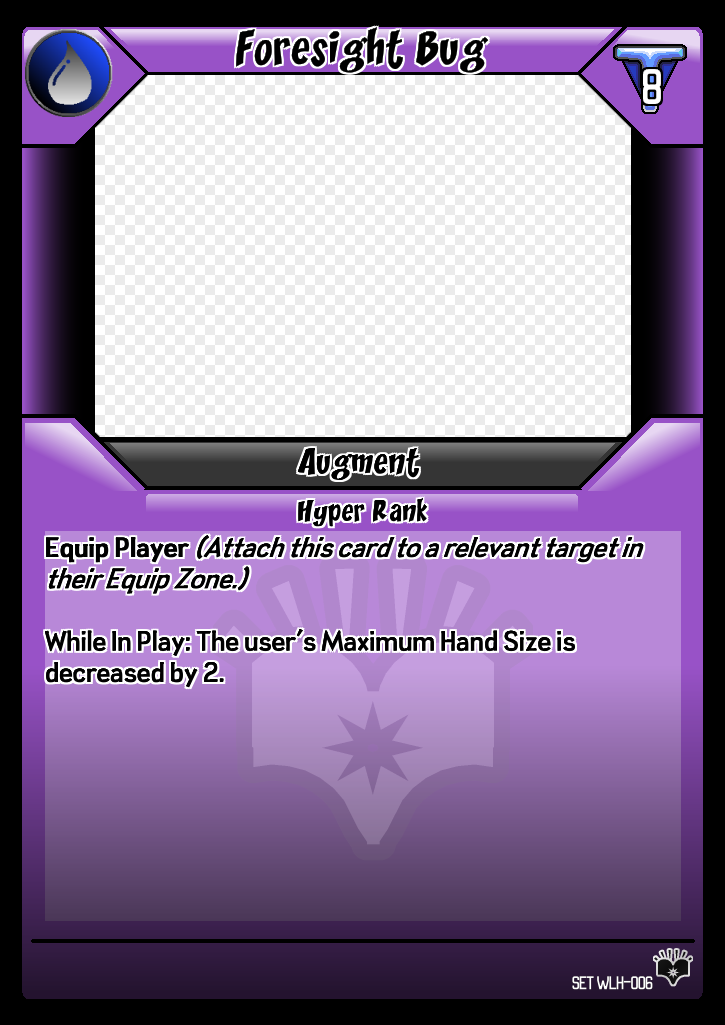 Foresight Bug
8
Augment
Hyper Rank
Equip Player (Attach this card to a relevant target in
their Equip Zone.)
While In Play: The user's Maximum Hand Size is
decreased by 2.
SET WLH-006